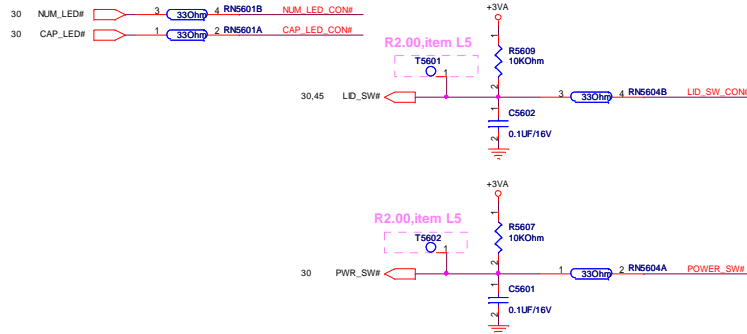 30 NUM_LED# 3 33Ohm 4 RN5601B NUM_LED_CON#
30 CAP_LED# 1 33Ohm 2 RN5601A CAP_LED_CON#
+3VA
R2.00,item L5
T5601
1
1
R5609
10KOhm
2
30,45 LID_SW# 3 33Ohm 4 RN5604B LID_SW_CON#
1
C5602
0.1UF/16V
2
+3VA
R2.00,item L5
T5602
1
1
R5607
10KOhm
2
30 PWR_SW# 1 33Ohm 2 RN5604A POWER_SW#
1
C5601
0.1UF/16V
2